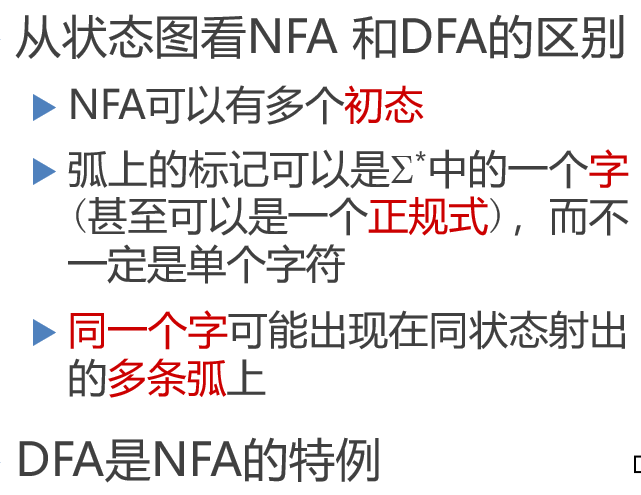 从状态图看NFA 和DFA的区别
NFA可以有多个初态
弧上的标记可以是Σ*中的一个字
(甚至可以是一个正规式)，而不
一定是单个字符
同一个字可能出现在同状态射出
的多条弧上
DFA是NFA的特例